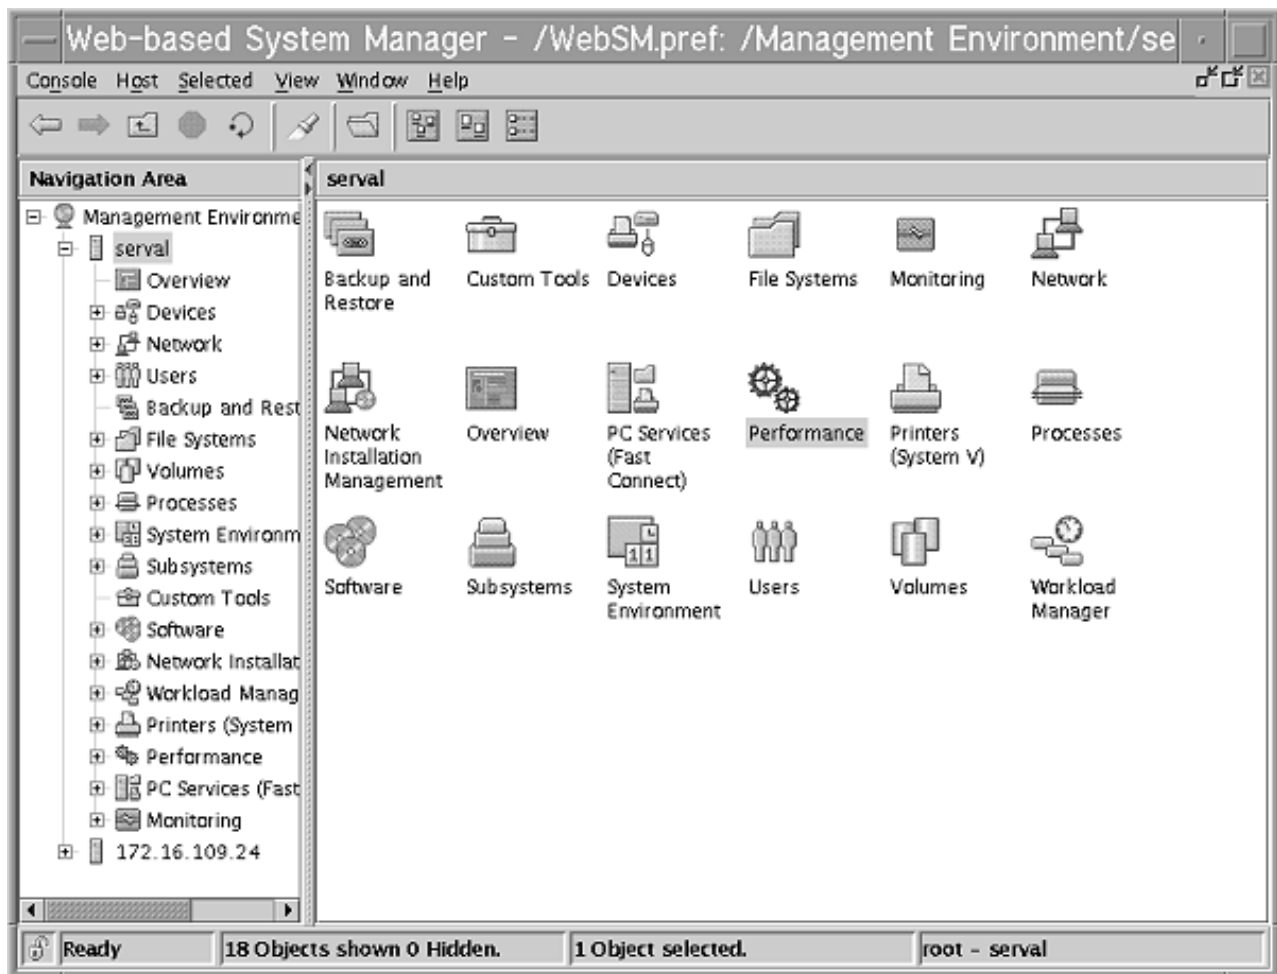 Web-based System Manager - /WebSM.pref: /Management Environment/se
Console Host Selected View Window Help
Navigation Area
serval
Management Environme
serval
Overview
Devices
Network
Users
Backup and Rest
File Systems
Volumes
Processes
System Environm
Subsystems
Custom Tools
Software
Network Installat
Workload Manag
Printers (System
Performance
PC Services (Fast
Monitoring
172.16.109.24
Backup and
Restore
Custom Tools
Devices
File Systems
Monitoring
Network
Network
Installation
Management
Overview
PC Services
(Fast
Connect)
Performance
Printers
(System V)
Processes
Software
Subsystems
System
Environment
Users
Volumes
Workload
Manager
Ready
18 Objects shown 0 Hidden.
1 Object selected.
root - serval